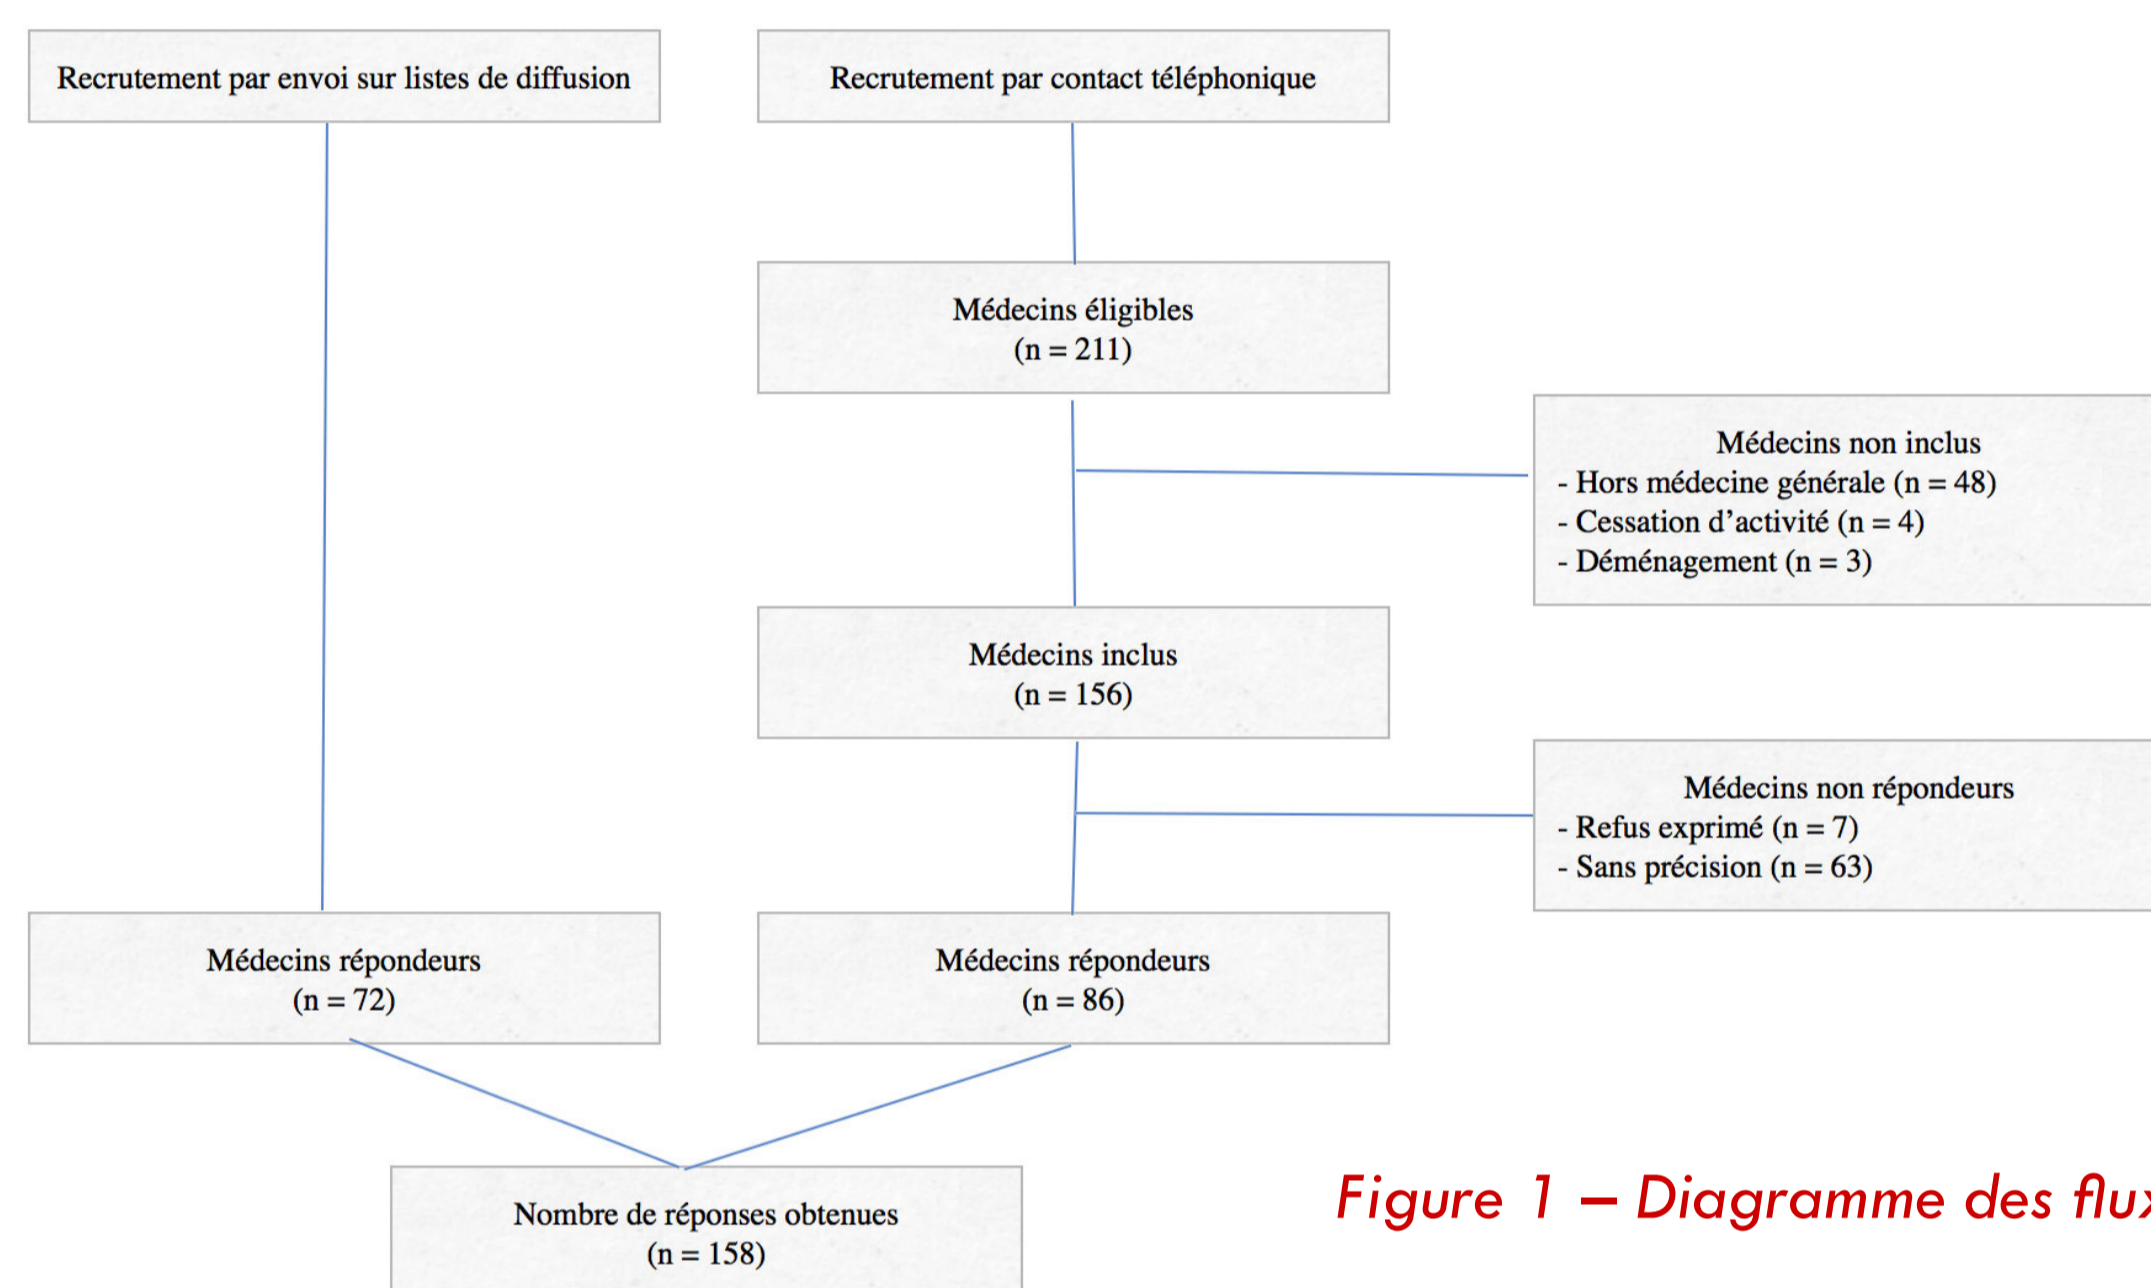 Recrutement par envoi sur listes de diffusion
Recrutement par contact téléphonique
Médecins éligibles
(n = 211)
Médecins non inclus
- Hors médecine générale (n = 48)
- Cessation d’activité (n = 4)
- Déménagement (n = 3)
Médecins inclus
(n = 156)
Médecins non répondeurs
- Refus exprimé (n = 7)
- Sans précision (n = 63)
Médecins répondeurs
(n = 72)
Médecins répondeurs
(n = 86)
Nombre de réponses obtenues
(n = 158)
Figure 1 – Diagramme des flux